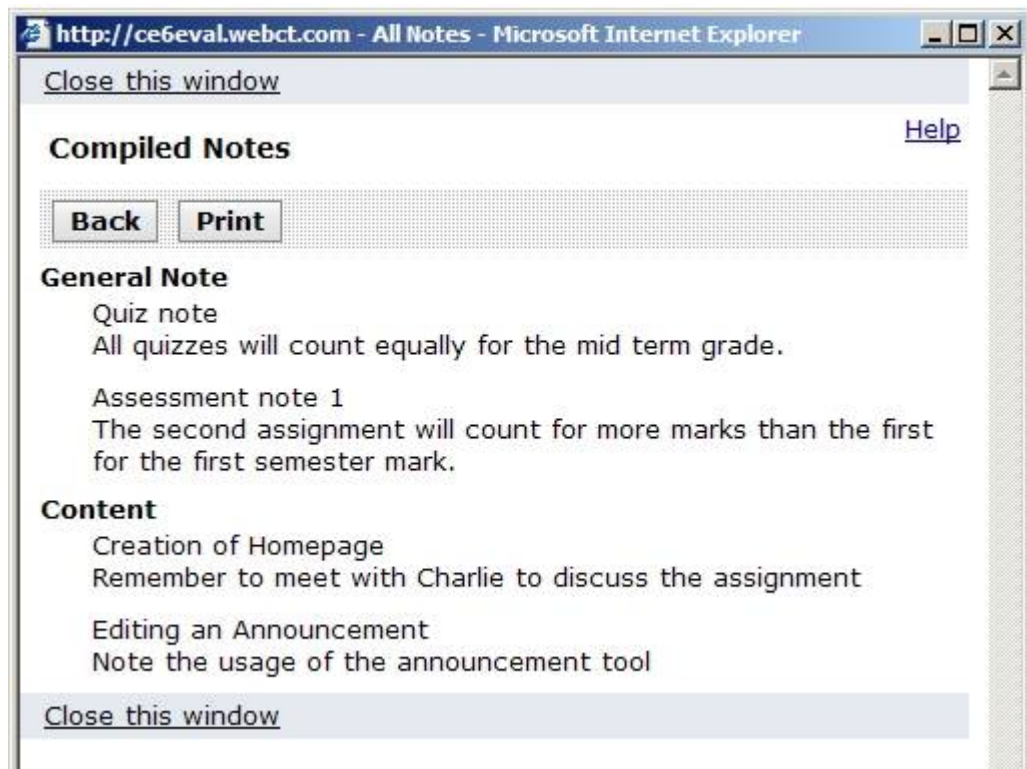 http://ce6eval.webct.com - All Notes - Microsoft Internet Explorer
Close this window
Help
Compiled Notes
Back Print
General Note
Quiz note
All quizzes will count equally for the mid term grade.
Assessment note 1
The second assignment will count for more marks than the first
for the first semester mark.
Content
Creation of Homepage
Remember to meet with Charlie to discuss the assignment
Editing an Announcement
Note the usage of the announcement tool
Close this window